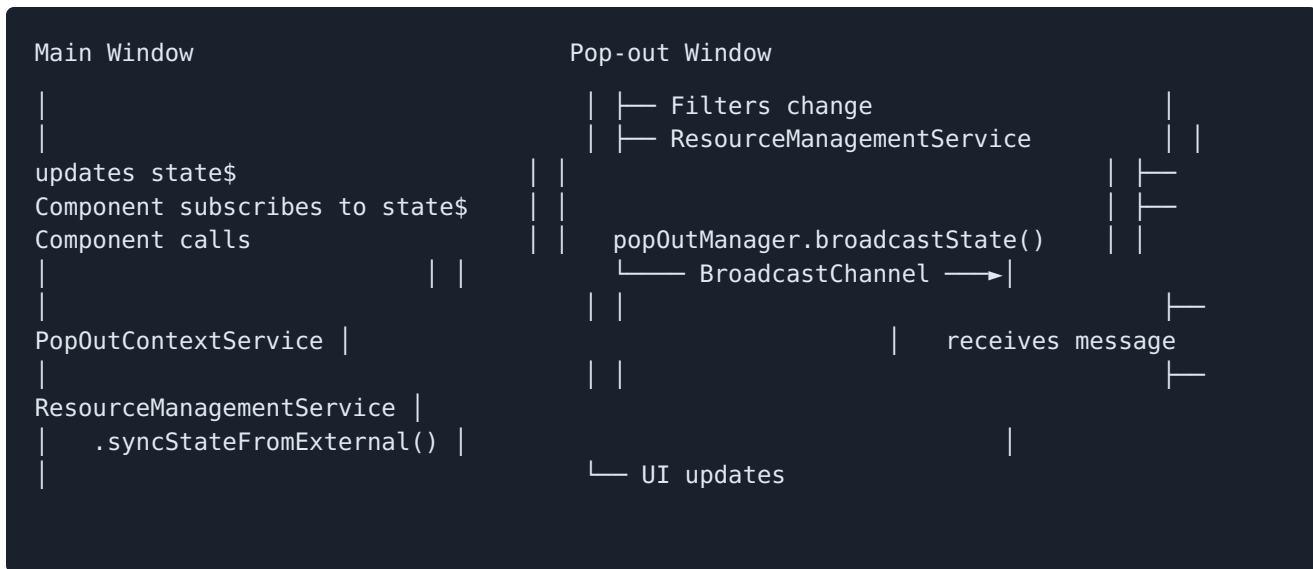 Main Window                          Pop-out Window
│                                     │ ├── Filters change                    │
│                                     │ ├── ResourceManagementService         │ │
updates state$                    │ │                                     │ ├──
Component subscribes to state$    │ │                                     │ ├──
Component calls                   │ │   popOutManager.broadcastState()    │ │
│                          │ │          └──── BroadcastChannel ───►│
│                                     │ │                                     ├──
PopOutContextService │                                     │   receives message
│                                     │ │                                     ├──
ResourceManagementService │
│   .syncStateFromExternal() │                                     │
│                                     └── UI updates